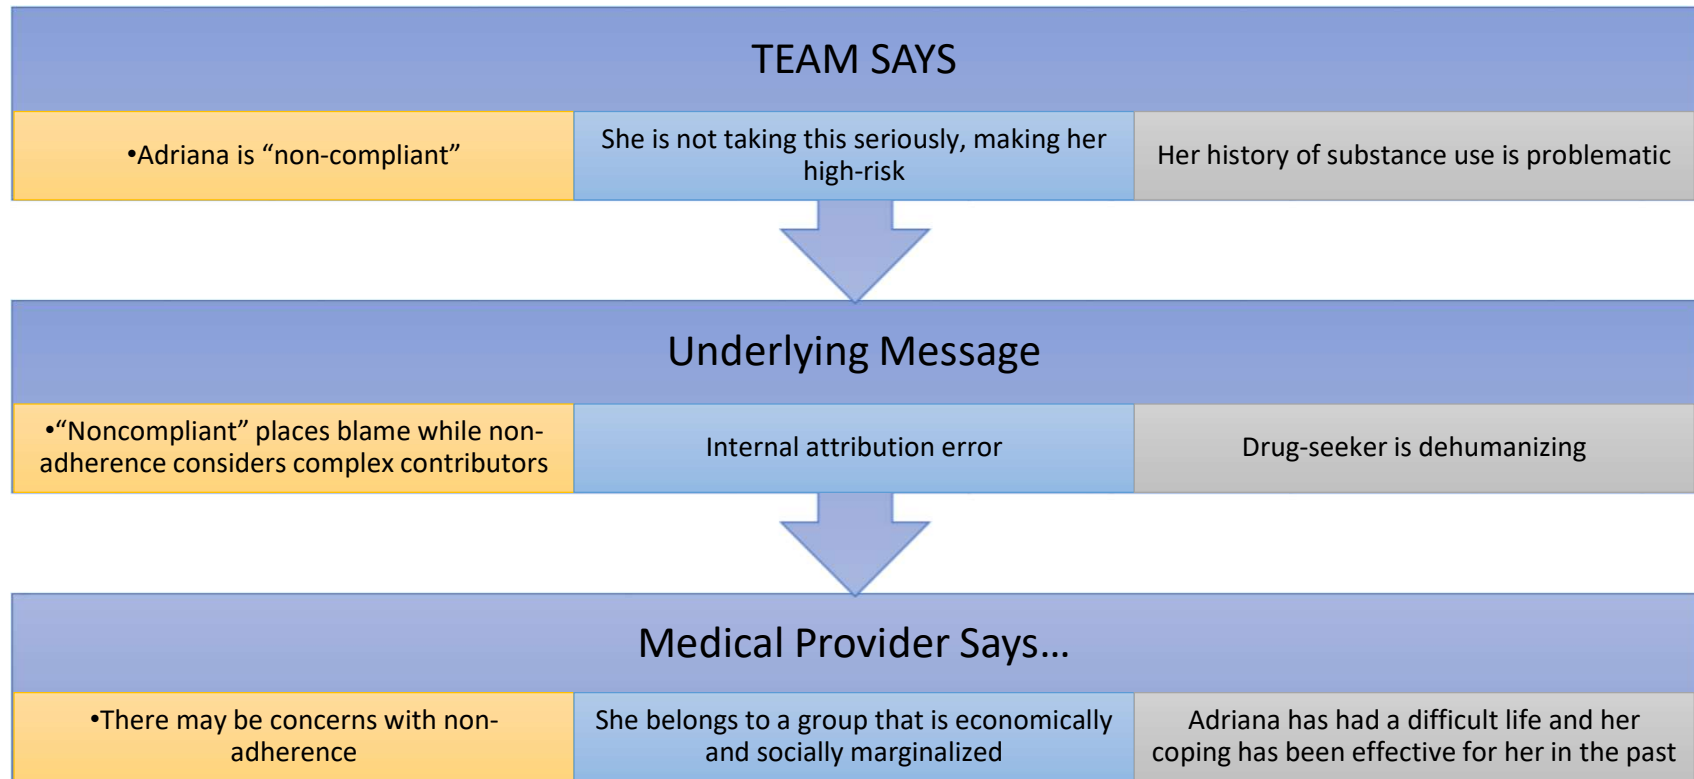 TEAM SAYS
•Adriana is “non-compliant”
She is not taking this seriously, making her
high-risk
Her history of substance use is problematic
Underlying Message
•“Noncompliant” places blame while non-
adherence considers complex contributors
Internal attribution error
Drug-seeker is dehumanizing
Medical Provider Says…
•There may be concerns with non-
adherence
She belongs to a group that is economically
and socially marginalized
Adriana has had a difficult life and her
coping has been effective for her in the past